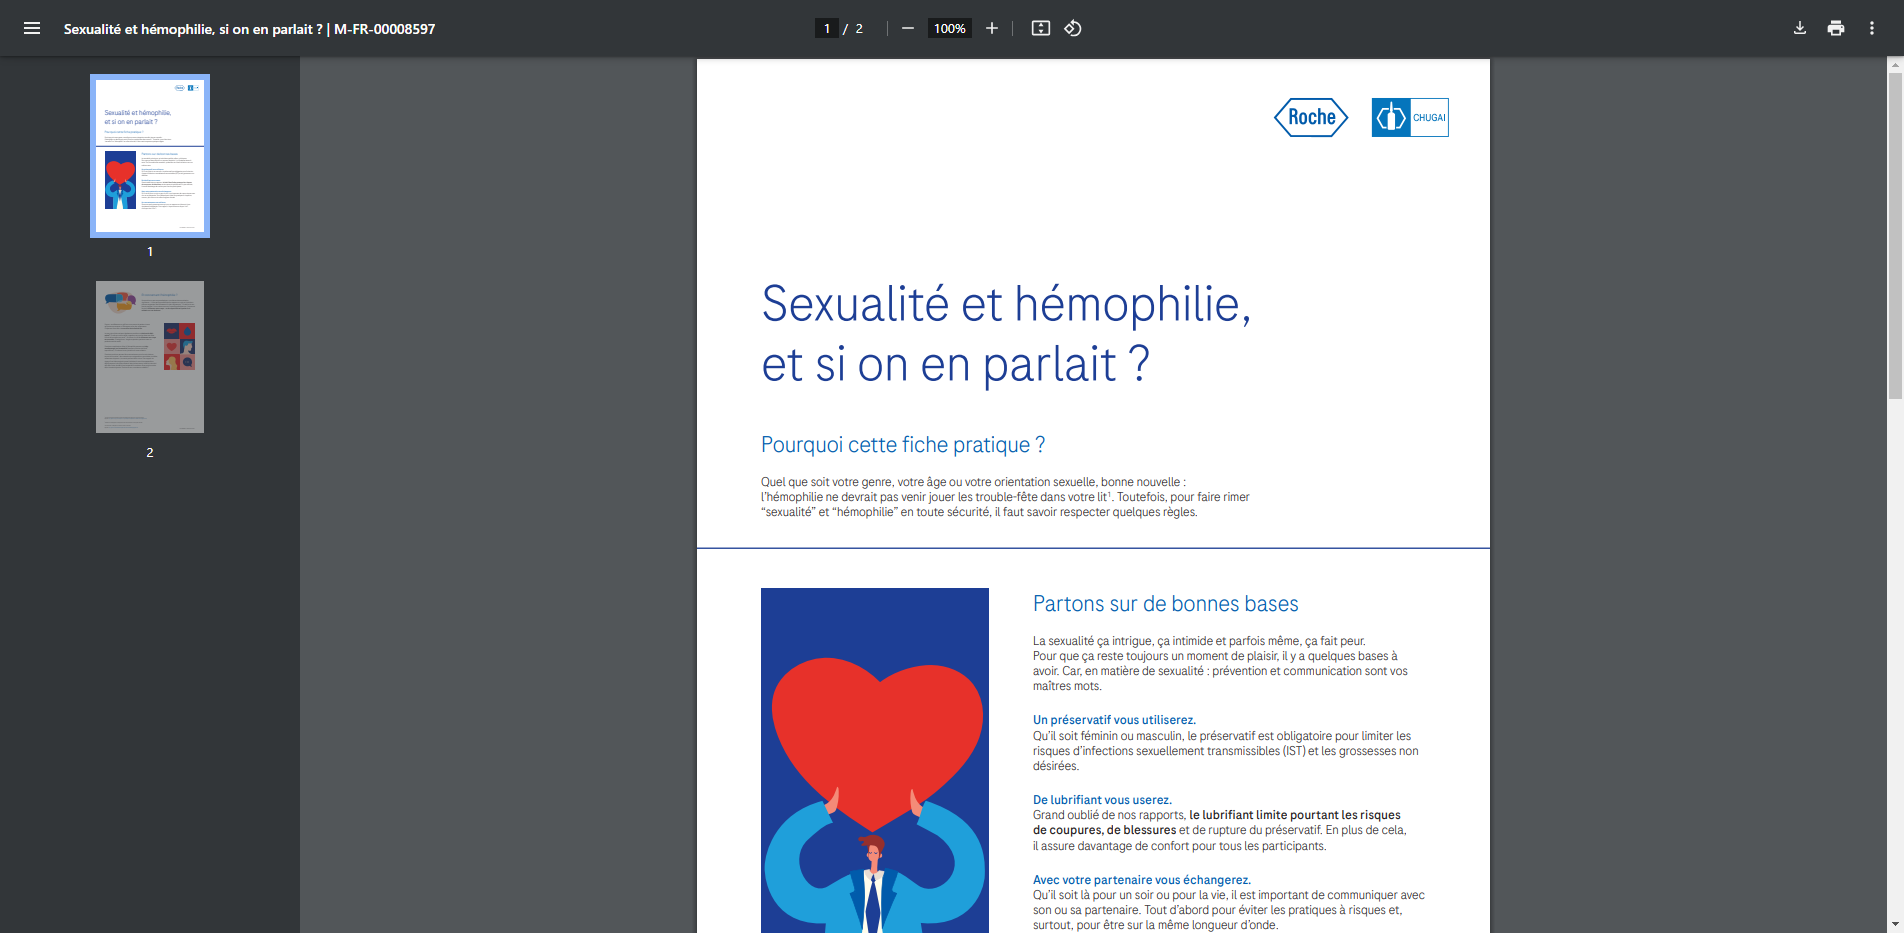 Sexualité et hémophilie, si on en parlait ? | M-FR-00008597
1 / 2
100%
1
2
Roche
CHUGAI
Sexualité et hémophilie,
et si on en parlait ?
Pourquoi cette fiche pratique ?
Quel que soit votre genre, votre âge ou votre orientation sexuelle, bonne nouvelle :
l'hémophilie ne devrait pas venir jouer les trouble-fête dans votre lit¹. Toutefois, pour faire rimer
“sexualité” et “hémophilie” en toute sécurité, il faut savoir respecter quelques règles.
Partons sur de bonnes bases
La sexualité ça intrigue, ça intimide et parfois même, ça fait peur.
Pour que ça reste toujours un moment de plaisir, il y a quelques bases à
avoir. Car, en matière de sexualité : prévention et communication sont vos
maîtres mots.
Un préservatif vous utiliserez.
Qu'il soit féminin ou masculin, le préservatif est obligatoire pour limiter les
risques d'infections sexuellement transmissibles (IST) et les grossesses non
désirées.
De lubrifiant vous userez.
Grand oublié de nos rapports, le lubrifiant limite pourtant les risques
de coupures, de blessures et de rupture du préservatif. En plus de cela,
il assure davantage de confort pour tous les participants.
Avec votre partenaire vous échangerez.
Qu'il soit là pour un soir ou pour la vie, il est important de communiquer avec
son ou sa partenaire. Tout d'abord pour éviter les pratiques à risques et,
surtout, pour être sur la même longueur d'onde.